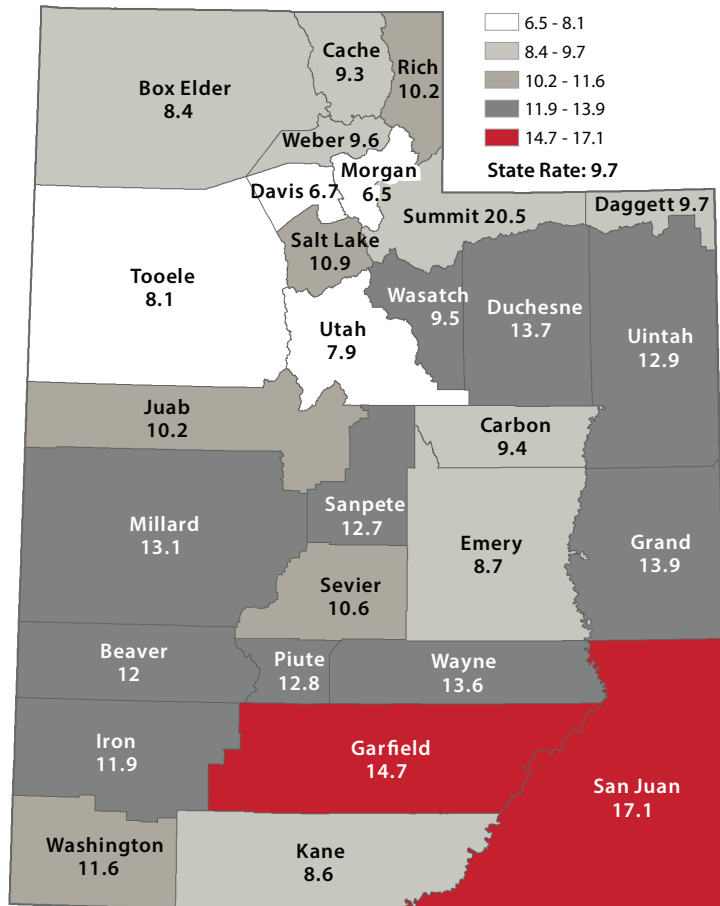 6.5 - 8.1
8.4 - 9.7
10.2 - 11.6
11.9 - 13.9
14.7 - 17.1
State Rate: 9.7
Cache
9.3
Rich
10.2
Box Elder
8.4
Weber 9.6
Morgan
6.5
Davis 6.7
Summit 20.5
Daggett 9.7
Salt Lake
10.9
Tooele
8.1
Wasatch
9.5
Duchesne
13.7
Uintah
12.9
Utah
7.9
Juab
10.2
Carbon
9.4
Millard
13.1
Sanpete
12.7
Emery
8.7
Grand
13.9
Sevier
10.6
Beaver
12
Piute
12.8
Wayne
13.6
Iron
11.9
Garfield
14.7
San Juan
17.1
Washington
11.6
Kane
8.6